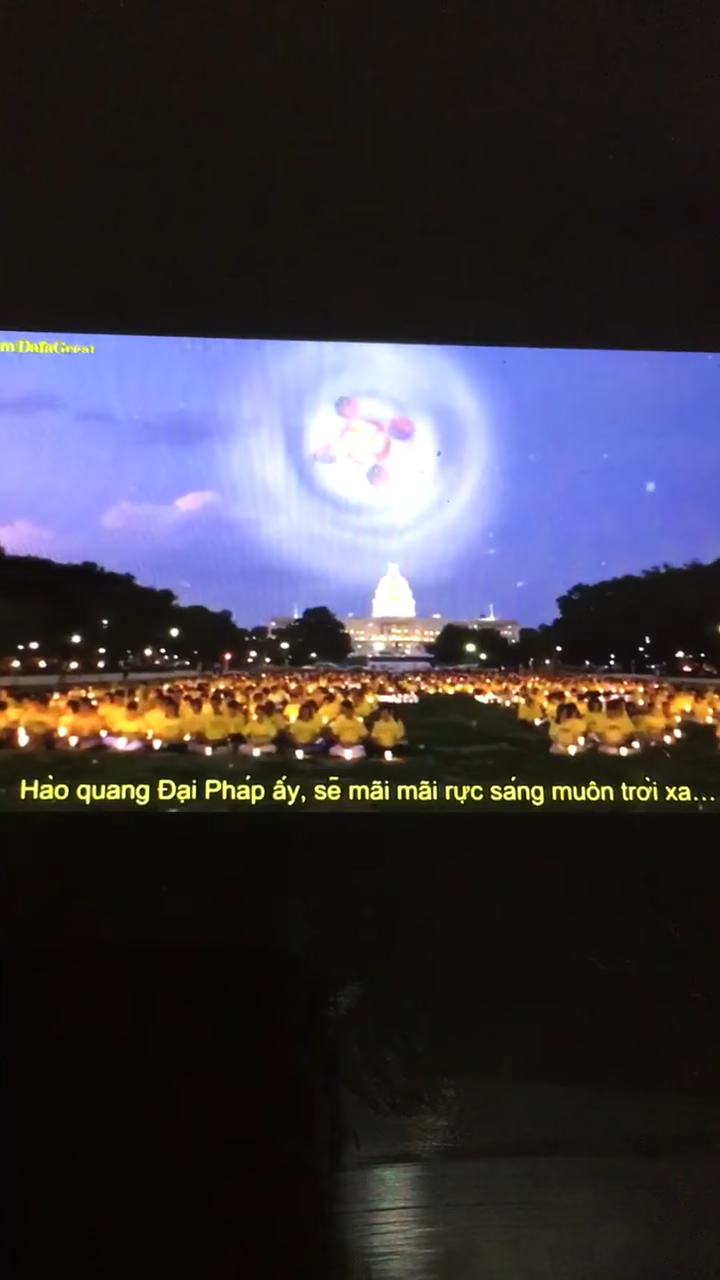 m DafaGreat
Hào quang Đại Pháp ấy, sẽ mãi mãi rực sáng muôn trời xa...